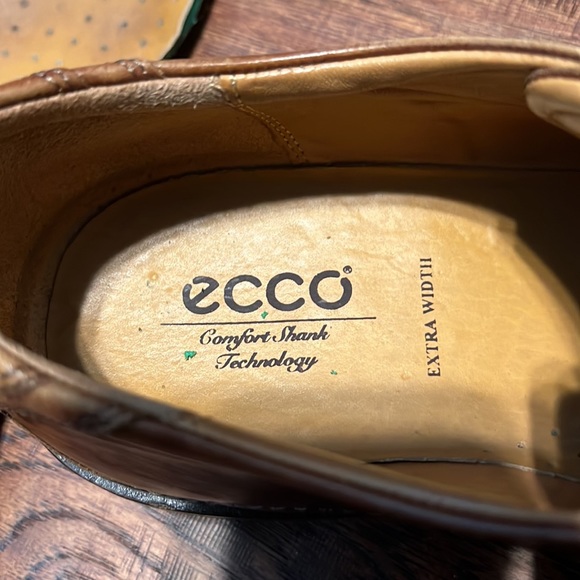 ecco®
Comfort Shank
Technology
EXTRA WIDTH